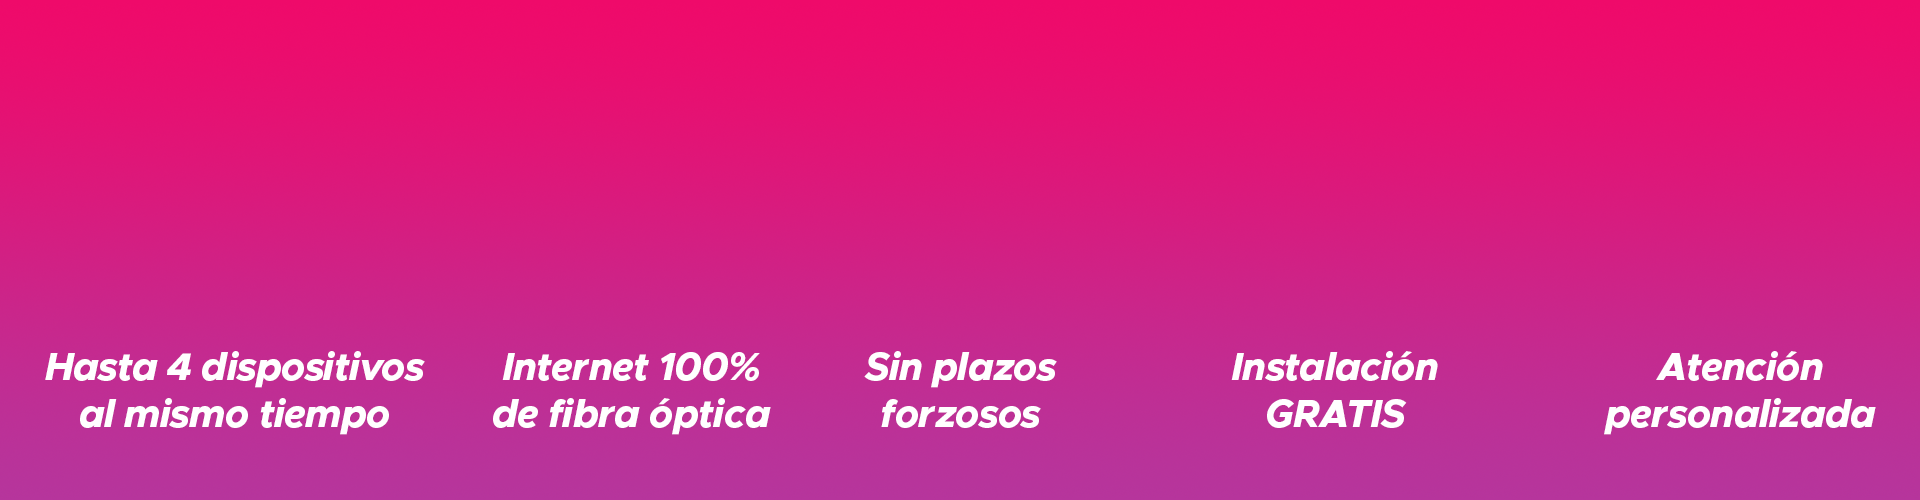 Hasta 4 dispositivos
al mismo tiempo
Internet 100%
de fibra óptica
Sin plazos
forzosos
Instalación
GRATIS
Atención
personalizada